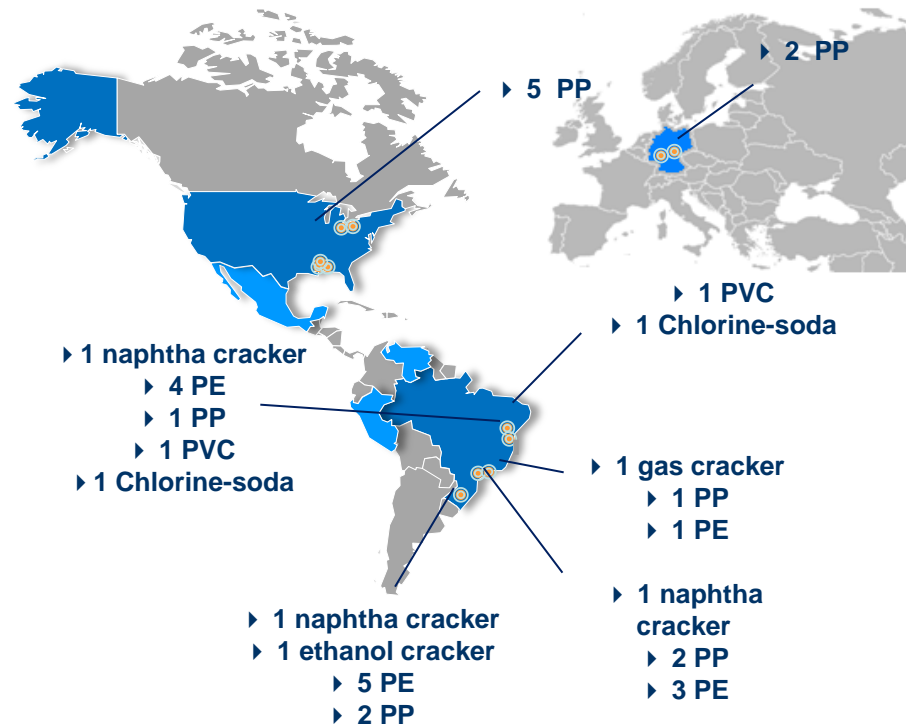 ▸ 2 PP
▸ 5 PP
▸ 1 PVC
▸ 1 Chlorine-soda
▸ 1 naphtha cracker
▸ 4 PE
▸ 1 PP
▸ 1 PVC
▸ 1 Chlorine-soda
▸ 1 gas cracker
▸ 1 PP
▸ 1 PE
▸ 1 naphtha cracker
▸ 1 ethanol cracker
▸ 5 PE
▸ 2 PP
▸ 1 naphtha
cracker
▸ 2 PP
▸ 3 PE